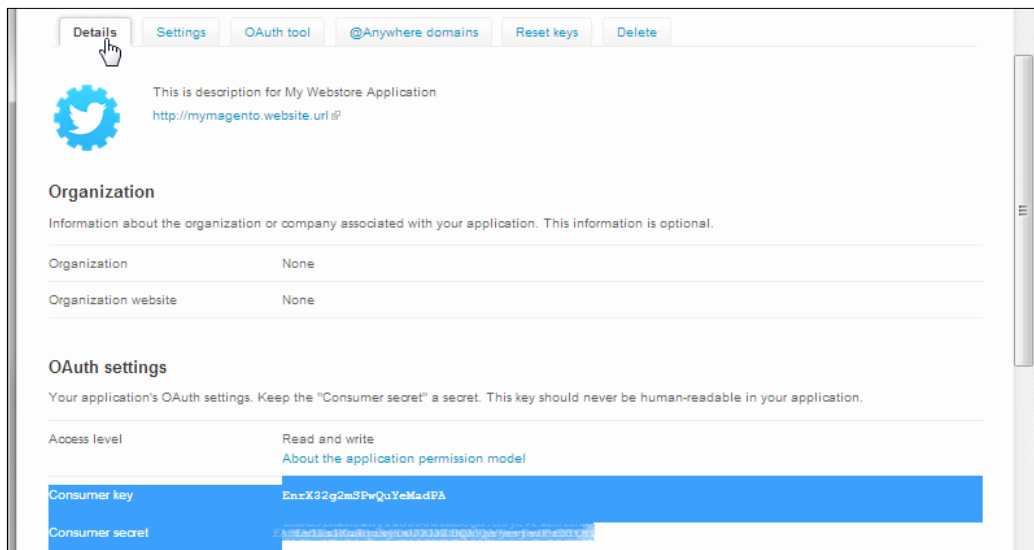 Details Settings OAuth tool @Anywhere domains Reset keys Delete
This is description for My Webstore Application
http://mymagento.website.url
Organization
Information about the organization or company associated with your application. This information is optional.
Organization None
Organization website None
OAuth settings
Your application's OAuth settings. Keep the "Consumer secret" a secret. This key should never be human-readable in your application.
Access level Read and write
About the application permission model
Consumer key EnrX32g2mSPwQuYeMadPA
Consumer secret